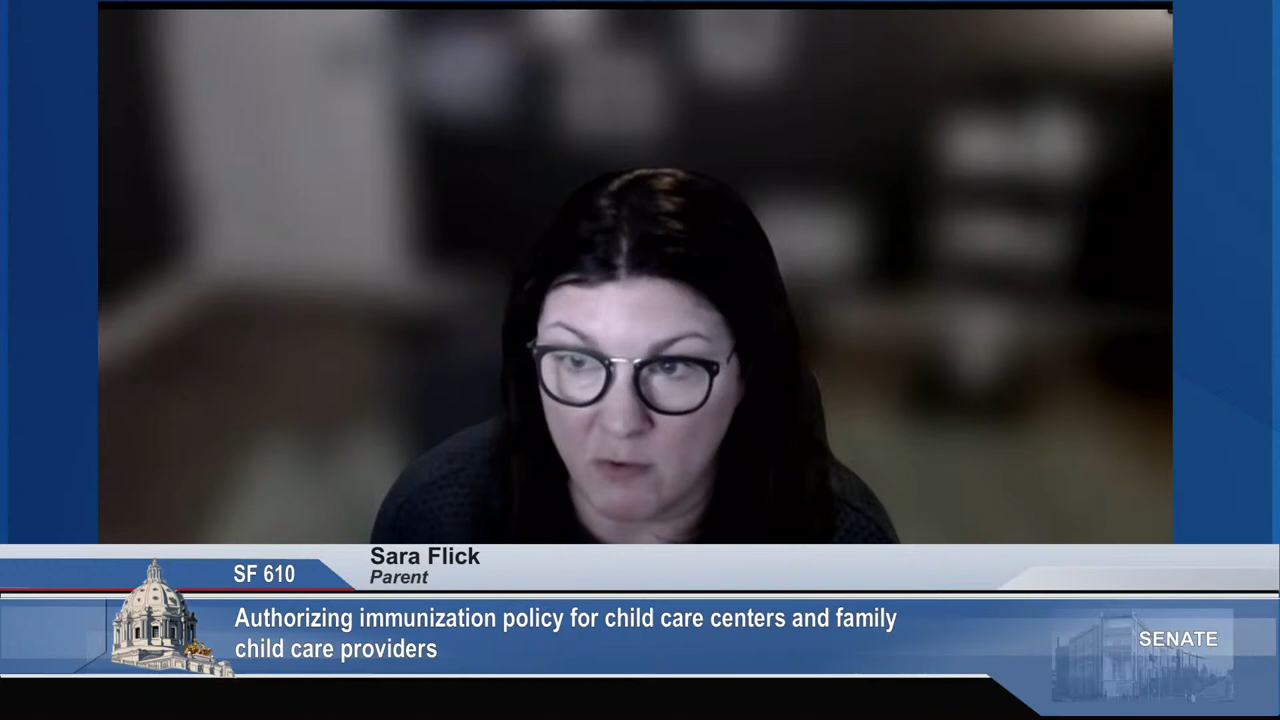 Sara Flick
SF 610
Parent
Authorizing immunization policy for child care centers and family
child care providers
SENATE